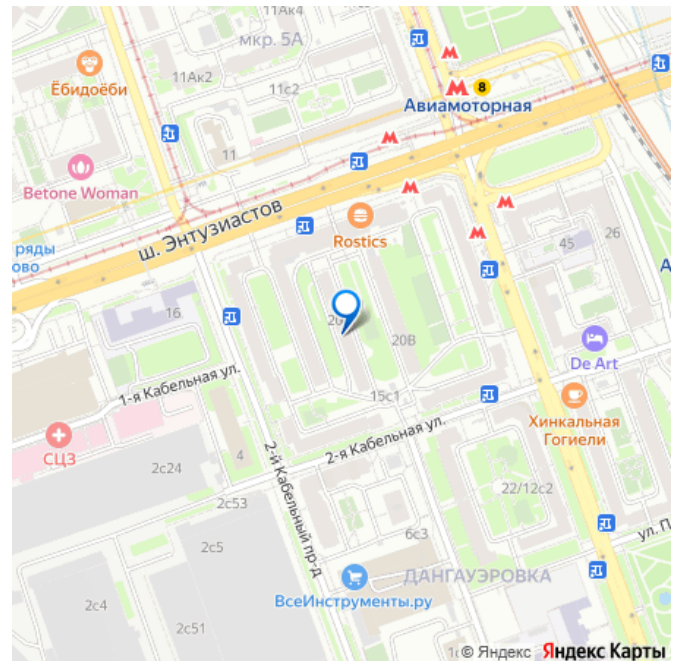 11Ак4
мкр. 5А
Ёбидоёби
11Ак2
11с2
8
Авиамоторная
11
Betone Woman
ш. Энтузиастов
Rostics
ряды
ово
45
26
А
16
20В
De Art
1-я Кабельная ул.
15с1
Хинкальная
Гогиели
СЦЗ
4
2-я Кабельная ул.
2с24
2-й Кабельный пр-д
22/12с2
2с53
6с3
ул. П
2с5
ДАНГАУЭРОВКА
ВсеИнструменты.ру
2с4
2с51
© Яндекс Яндекс Карты